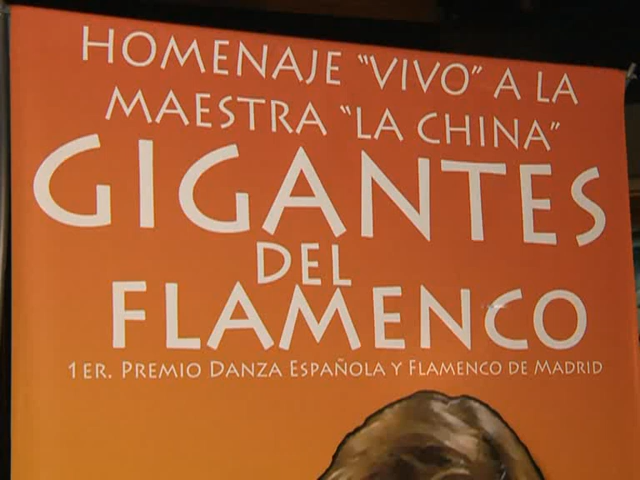 HOMENAJE "VIVO" A LA
MAESTRA "LA CHINA"
GIGANTES
DEL
FLAMENCO
1ER. PREMIO DANZA ESPAÑOLA Y FLAMENCO DE MADRID